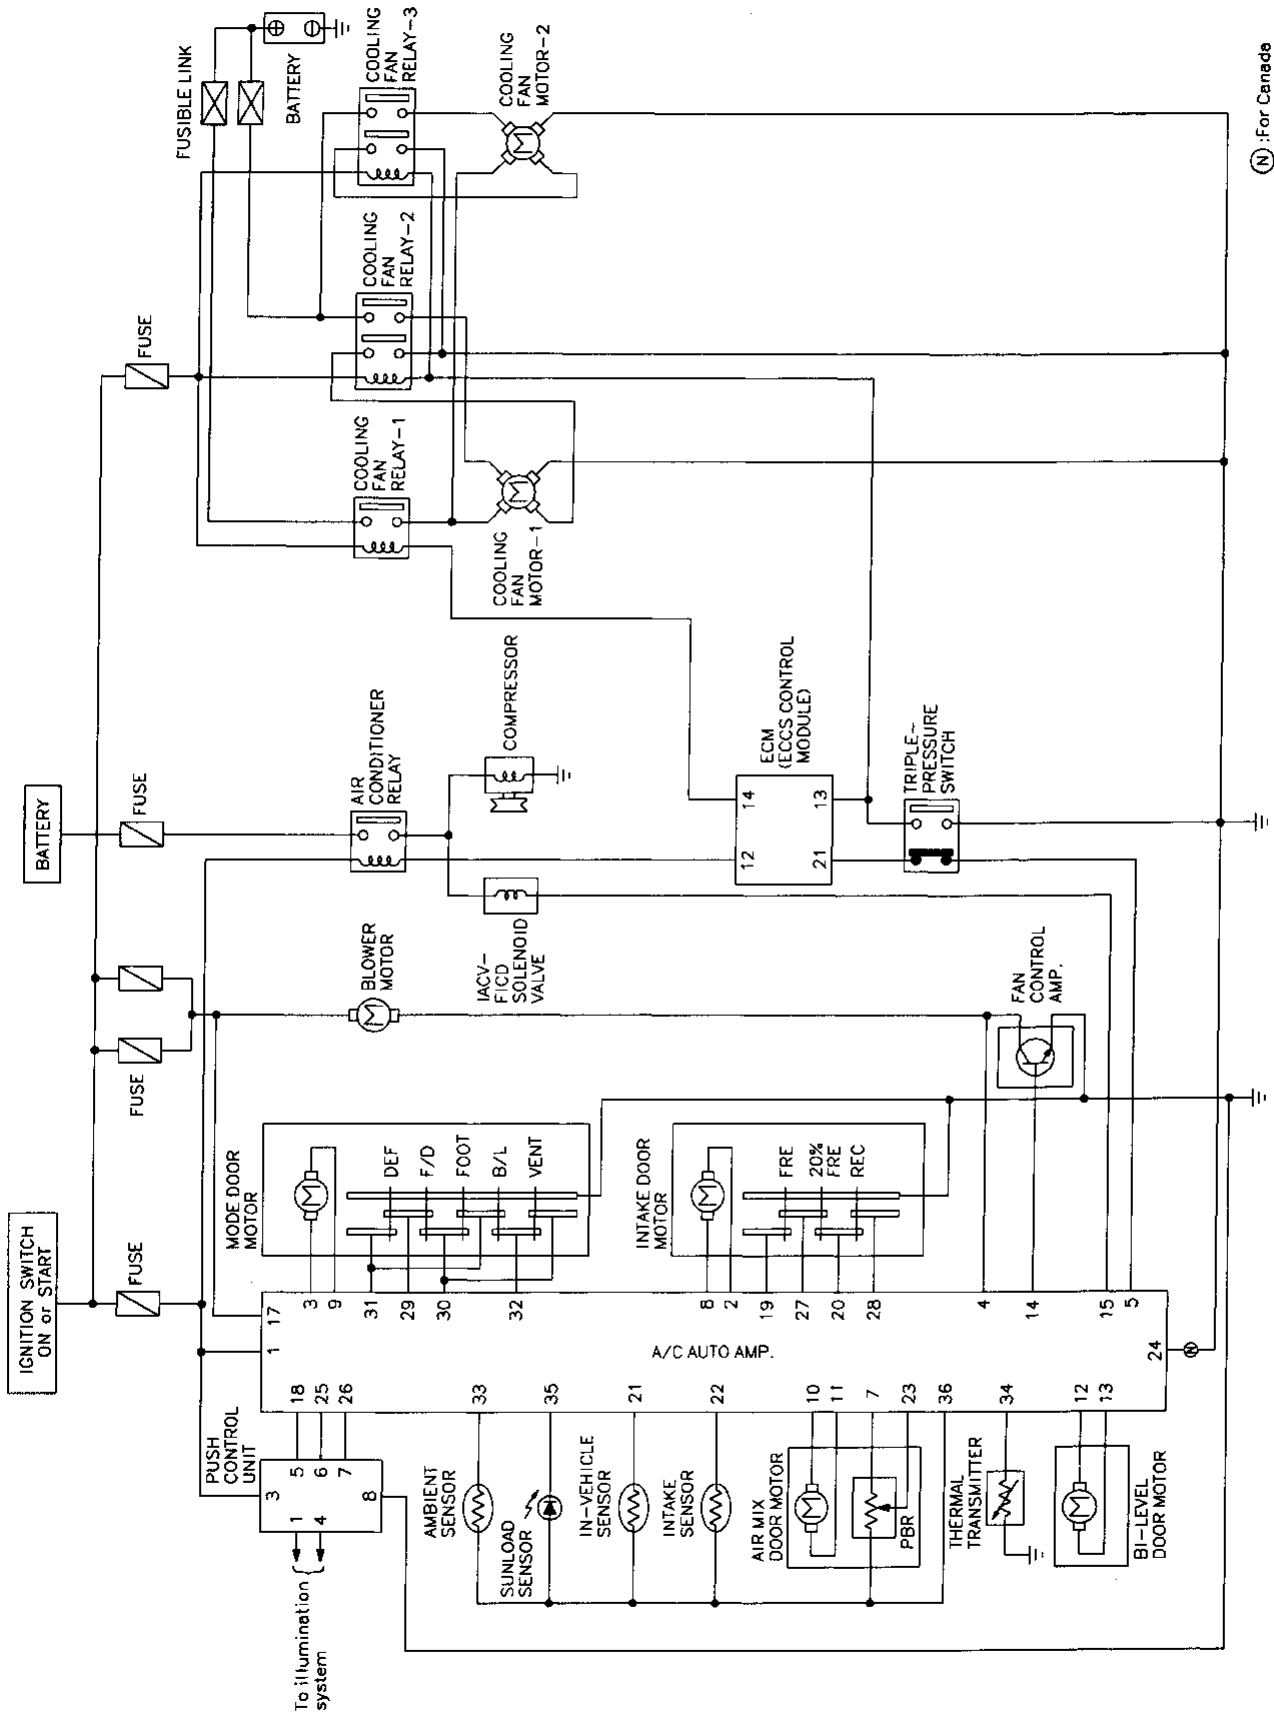 IGNITION SWITCH
ON or START
BATTERY
FUSE
FUSE
FUSE
FUSE
FUSIBLE LINK
BATTERY
PUSH
CONTROL
UNIT
3
5
6
7
8
1
4
To illumination
system
MODE DOOR
MOTOR
DEF
F/D
FOOT
B/L
VENT
BLOWER
MOTOR
M
M
AIR
CONDITIONER
RELAY
COMPRESSOR
IACV-
FICD
SOLENOID
VALVE
COOLING
FAN
RELAY-1
COOLING
FAN
RELAY-2
COOLING
FAN
RELAY-3
COOLING
FAN
MOTOR-1
M
COOLING
FAN
MOTOR-2
M
INTAKE DOOR
MOTOR
M
FRE
20%
FRE
REC
ECM
(ECCS CONTROL
MODULE)
14
13
12
21
TRIPLE-
PRESSURE
SWITCH
FAN
CONTROL
AMP.
1
17
3
9
31
29
30
32
8
2
19
27
20
28
4
14
15
5
24
N
A/C AUTO AMP.
18
25
26
33
35
21
22
10
11
7
23
36
34
12
13
AMBIENT
SENSOR
SUNLOAD
SENSOR
IN-VEHICLE
SENSOR
INTAKE
SENSOR
AIR MIX
DOOR MOTOR
M
PBR
THERMAL
TRANSMITTER
BI-LEVEL
DOOR MOTOR
M
N :For Canada